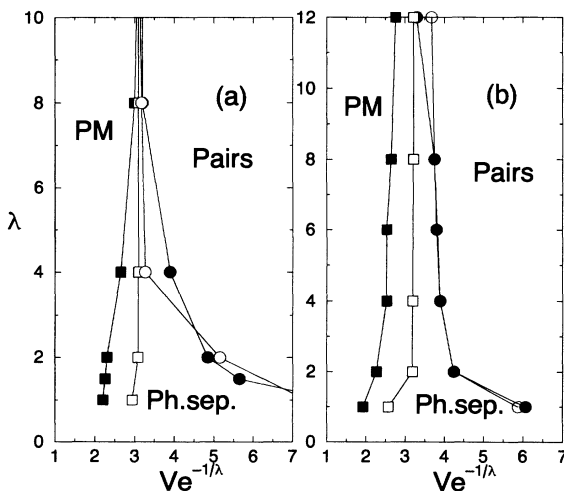 10
8
6
4
2
0
λ
(a)
PM
Pairs
Ph.sep.
1 2 3 4 5 6 7
Ve^{-1/λ}
12
10
8
6
4
2
0
(b)
PM
Pairs
Ph.sep.
1 2 3 4 5 6 7
Ve^{-1/λ}